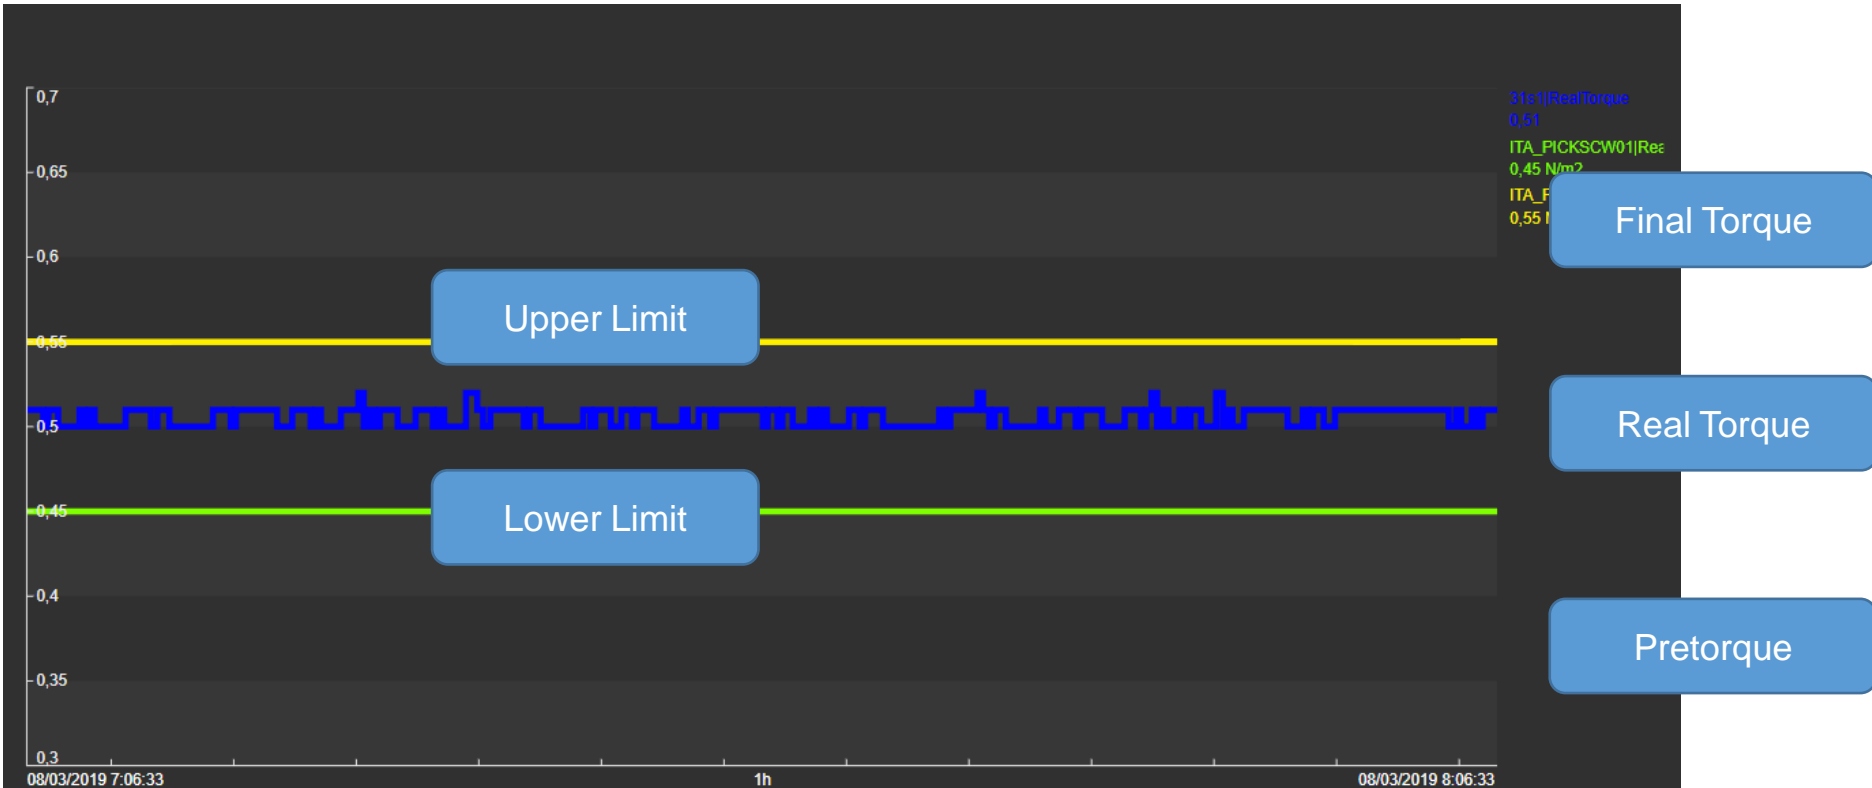 0,7
0,65
0,6
0,55
0,5
0,45
0,4
0,35
0,3
08/03/2019 7:06:33
1h
08/03/2019 8:06:33
Upper Limit
Lower Limit
31s1|RealTorque
0,51
ITA_PICKSCW01|Rea
0,45 N/m2
ITA_
0,55
Final Torque
Real Torque
Pretorque